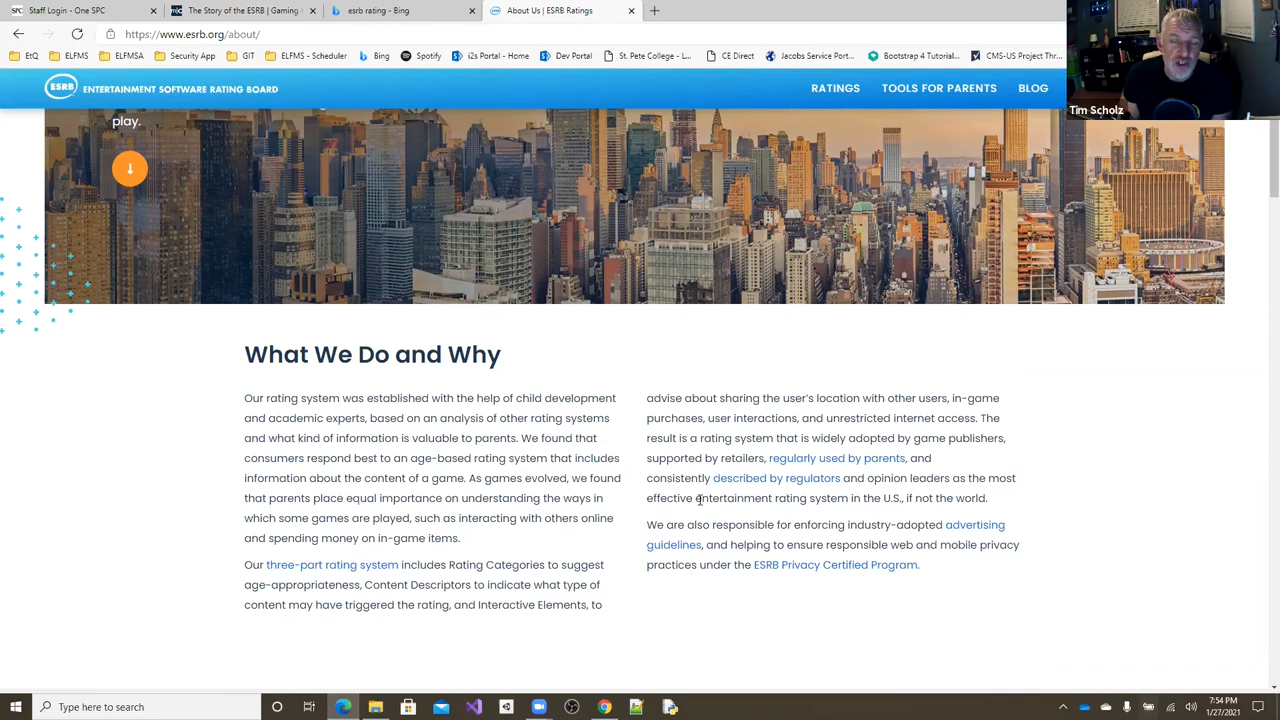 Staff Login - One SPC
The Story of the ESRB | Gaming
esrb rating - Bing
About Us | ESRB Ratings
https://www.esrb.org/about/
EtQ
ELFMS
ELFMSA
Security App
GIT
ELFMS - Scheduler
Bing
Spotify
i2s Portal - Home
Dev Portal
St. Pete College - L...
CE Direct
Jacobs Service Port...
Bootstrap 4 Tutorial...
CMS-US Project Thr...
ESRB ENTERTAINMENT SOFTWARE RATING BOARD
RATINGS
TOOLS FOR PARENTS
BLOG
Tim Scholz
play.
What We Do and Why
Our rating system was established with the help of child development
and academic experts, based on an analysis of other rating systems
and what kind of information is valuable to parents. We found that
consumers respond best to an age-based rating system that includes
information about the content of a game. As games evolved, we found
that parents place equal importance on understanding the ways in
which some games are played, such as interacting with others online
and spending money on in-game items.
Our three-part rating system includes Rating Categories to suggest
age-appropriateness, Content Descriptors to indicate what type of
content may have triggered the rating, and Interactive Elements, to
advise about sharing the user's location with other users, in-game
purchases, user interactions, and unrestricted internet access. The
result is a rating system that is widely adopted by game publishers,
supported by retailers, regularly used by parents, and
consistently described by regulators and opinion leaders as the most
effective entertainment rating system in the U.S., if not the world.
We are also responsible for enforcing industry-adopted advertising
guidelines, and helping to ensure responsible web and mobile privacy
practices under the ESRB Privacy Certified Program.
Type here to search
7:54 PM
1/27/2021